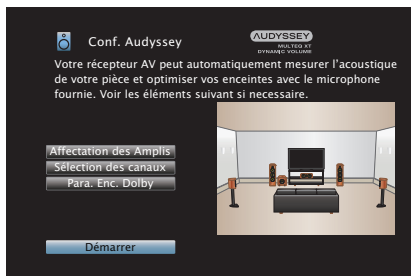 Conf. Audyssey
AUDYSSEY
MULTEQ XT
DYNAMIC VOLUME
Votre récepteur AV peut automatiquement mesurer l'acoustique
de votre pièce et optimiser vos enceintes avec le microphone
fournie. Voir les éléments suivant si necessaire.
Affectation des Amplis
Sélection des canaux
Para. Enc. Dolby
Démarrer